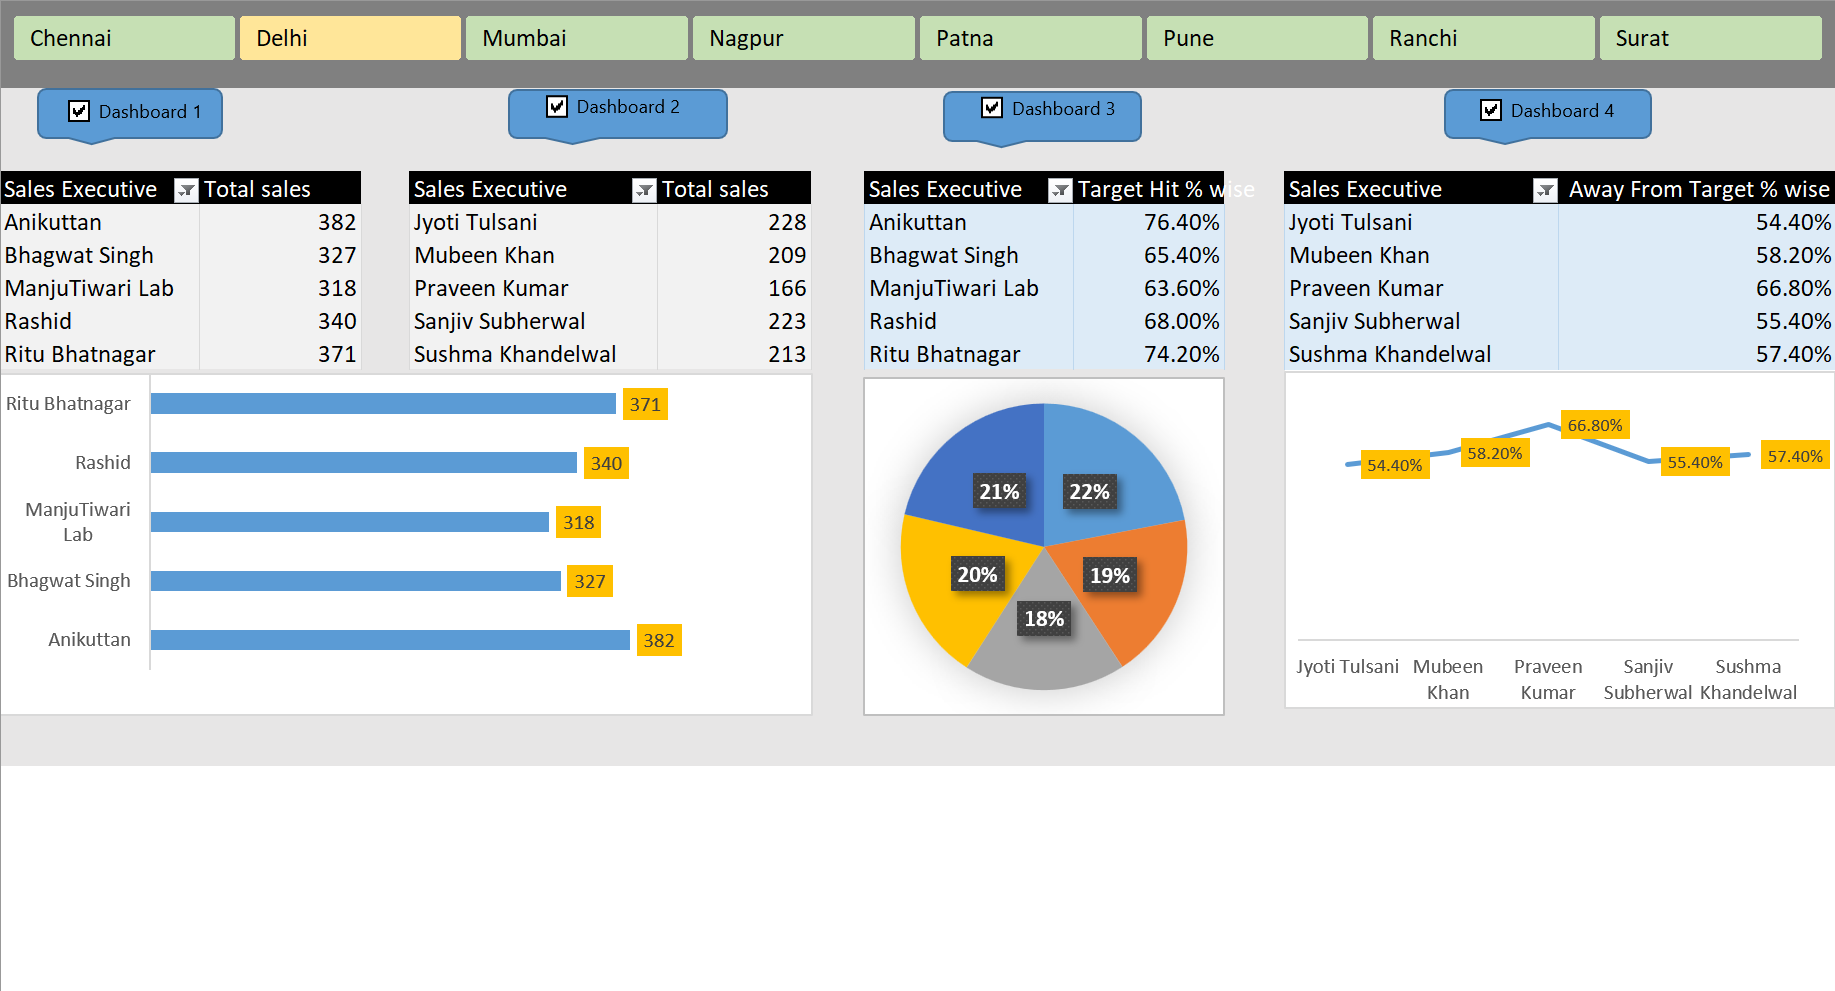 Chennai
Delhi
Mumbai
Nagpur
Patna
Pune
Ranchi
Surat
Dashboard 1
Dashboard 2
Dashboard 3
Dashboard 4
Sales Executive Total sales
Anikuttan 382
Bhagwat Singh 327
ManjuTiwari Lab 318
Rashid 340
Ritu Bhatnagar 371
Sales Executive Total sales
Jyoti Tulsani 228
Mubeen Khan 209
Praveen Kumar 166
Sanjiv Subherwal 223
Sushma Khandelwal 213
Sales Executive Target Hit % wise
Anikuttan 76.40%
Bhagwat Singh 65.40%
ManjuTiwari Lab 63.60%
Rashid 68.00%
Ritu Bhatnagar 74.20%
Sales Executive Away From Target % wise
Jyoti Tulsani 54.40%
Mubeen Khan 58.20%
Praveen Kumar 66.80%
Sanjiv Subherwal 55.40%
Sushma Khandelwal 57.40%
Ritu Bhatnagar 371
Rashid 340
ManjuTiwari
Lab 318
Bhagwat Singh 327
Anikuttan 382
21%
22%
20%
19%
18%
54.40%
58.20%
66.80%
55.40%
57.40%
Jyoti Tulsani
Mubeen
Khan
Praveen
Kumar
Sanjiv
Subherwal
Sushma
Khandelwal